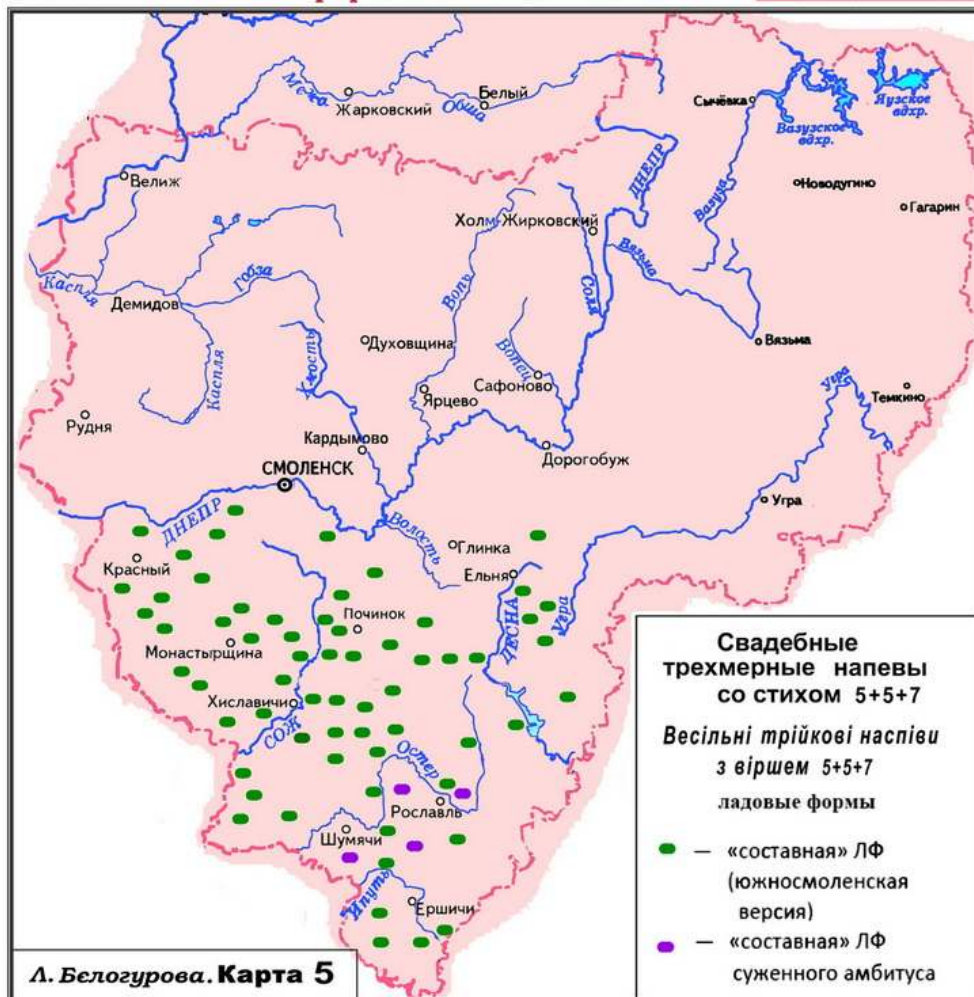 Межа
Жарковский
Обша
Белый
Сычёвка
Вазузское
вдхр.
Яузское
вдхр.
Велиж
Новодугино
Гагарин
ДНЕПР
Вазуза
Холм-Жирковский
Вязьма
Каспля
Гобза
Демидов
Вопь
Соля
Духовщина
Хмость
Вопец
Вязьма
Каспля
Сафоново
Ярцево
Угра
Темкино
Рудня
Кардымово
Дорогобуж
СМОЛЕНСК
Угра
ДНЕПР
Волость
Глинка
Красный
Ельня
ДЕСНА
Угра
Починок
Монастырщина
Хиславичи
СОЖ
Остер
Рославль
Шумячи
Ипуть
Ершичи
Свадебные
трехмерные напевы
со стихом 5+5+7
Весільні трійкові наспіви
з віршем 5+5+7
ладовые формы
— «составная» ЛФ
(южносмоленская
версия)
— «составная» ЛФ
суженного амбитуса
Л. Бєлогурова. Карта 5